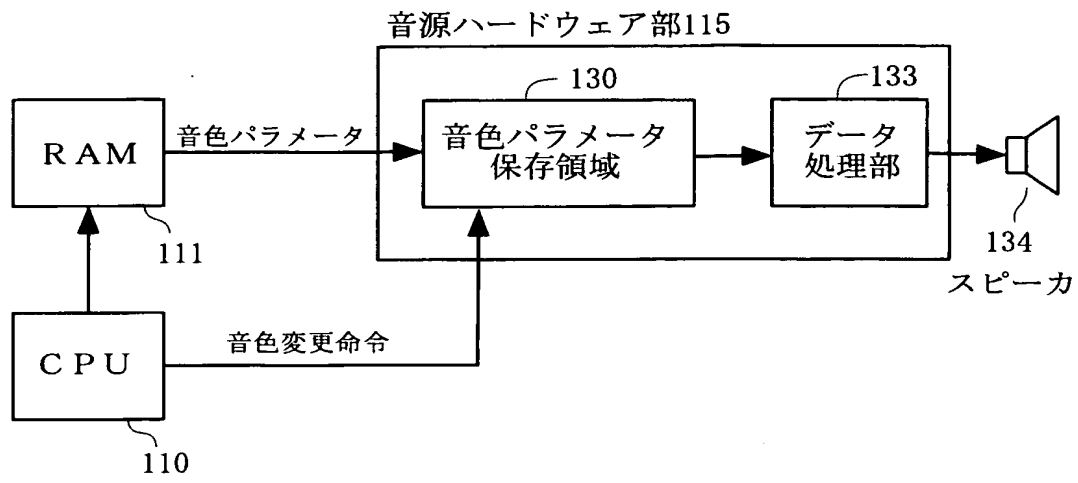 音源ハードウェア部115
130
133
RAM
音色パラメータ
音色パラメータ
保存領域
データ
処理部
111
134
スピーカ
CPU
音色変更命令
110